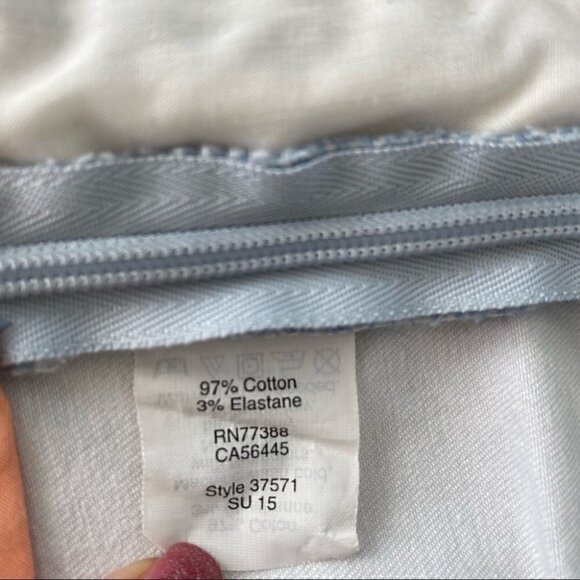 97% Cotton
3% Elastane
RN77388
CA56445
Style 37571
SU 15